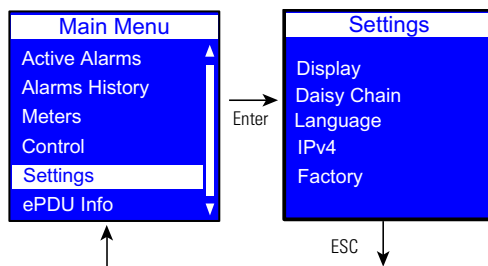 Main Menu
Active Alarms
Alarms History
Meters
Control
Settings
ePDU Info
Enter
Settings
Display
Daisy Chain
Language
IPv4
Factory
ESC